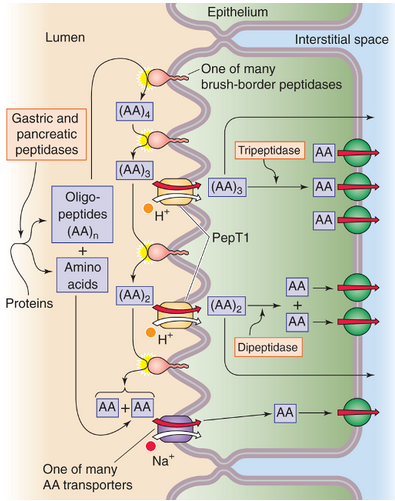 Epithelium
Lumen
Interstitial space
One of many
brush-border peptidases
Gastric and
pancreatic
peptidases
(AA)4
Tripeptidase
AA
(AA)3
(AA)3
AA
Oligo-
peptides
(AA)n
H+
AA
+
PepT1
Amino
acids
Proteins
(AA)2
(AA)2
AA
+
AA
H+
Dipeptidase
AA + AA
AA
Na+
One of many
AA transporters